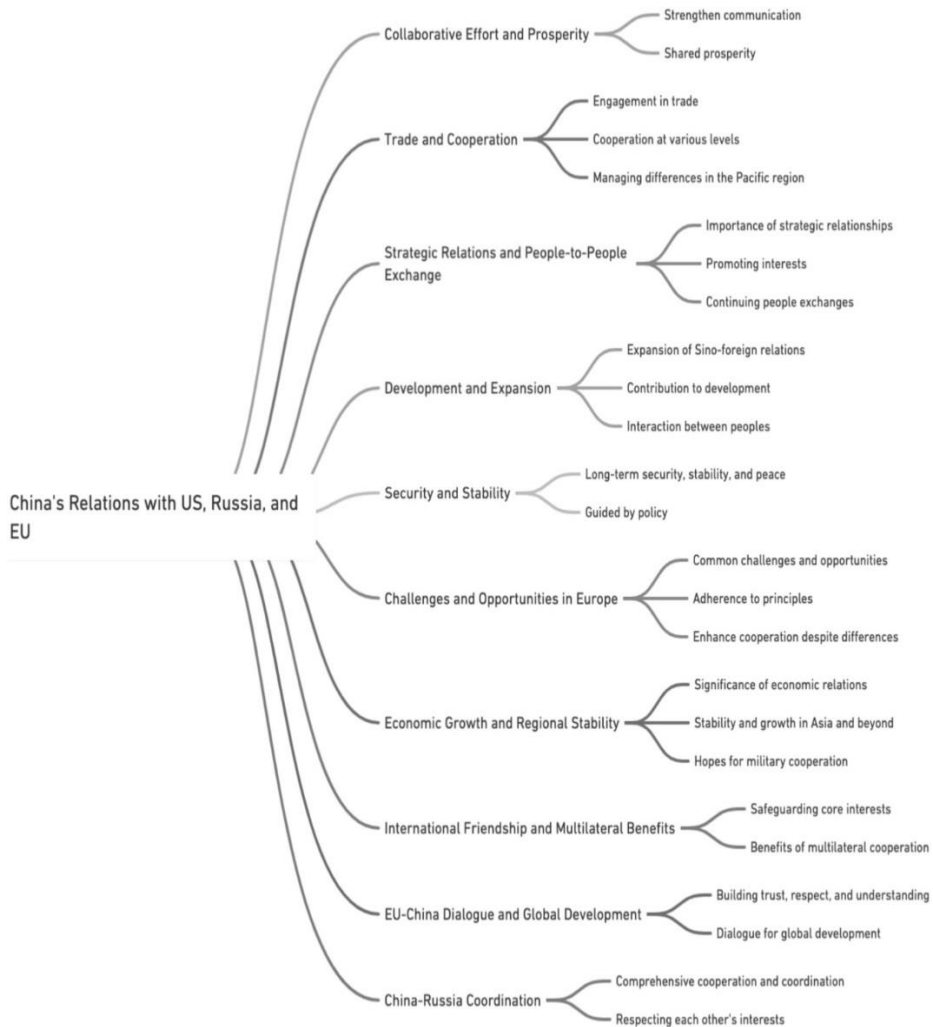 China's Relations with US, Russia, and
EU
Collaborative Effort and Prosperity
Strengthen communication
Shared prosperity
Trade and Cooperation
Engagement in trade
Cooperation at various levels
Managing differences in the Pacific region
Strategic Relations and People-to-People
Exchange
Importance of strategic relationships
Promoting interests
Continuing people exchanges
Development and Expansion
Expansion of Sino-foreign relations
Contribution to development
Interaction between peoples
Security and Stability
Long-term security, stability, and peace
Guided by policy
Challenges and Opportunities in Europe
Common challenges and opportunities
Adherence to principles
Enhance cooperation despite differences
Economic Growth and Regional Stability
Significance of economic relations
Stability and growth in Asia and beyond
Hopes for military cooperation
International Friendship and Multilateral Benefits
Safeguarding core interests
Benefits of multilateral cooperation
EU-China Dialogue and Global Development
Building trust, respect, and understanding
Dialogue for global development
China-Russia Coordination
Comprehensive cooperation and coordination
Respecting each other's interests